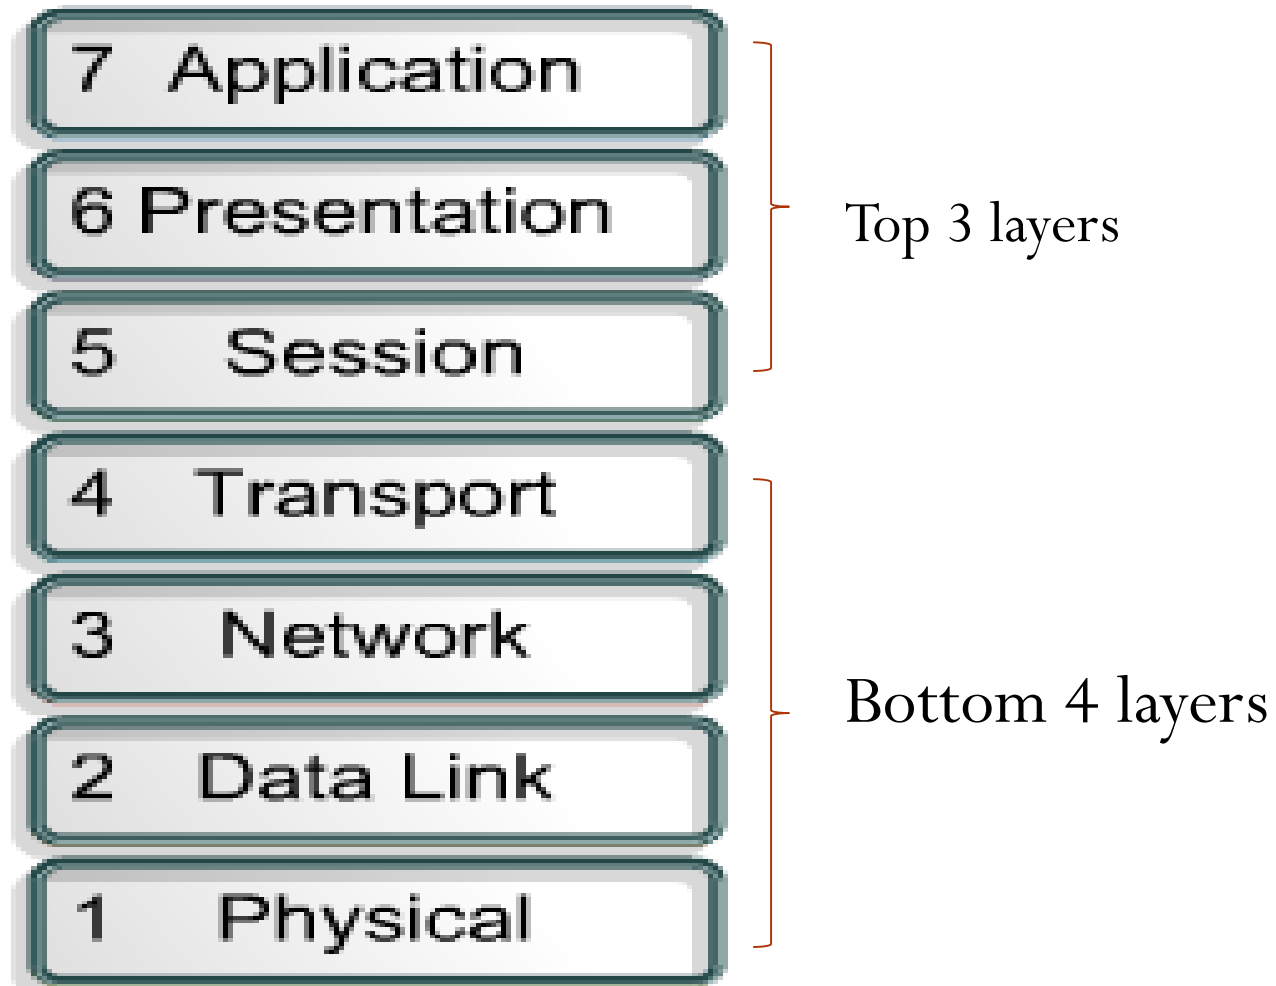 7 Application
6 Presentation
5 Session
Top 3 layers
4 Transport
3 Network
2 Data Link
1 Physical
Bottom 4 layers